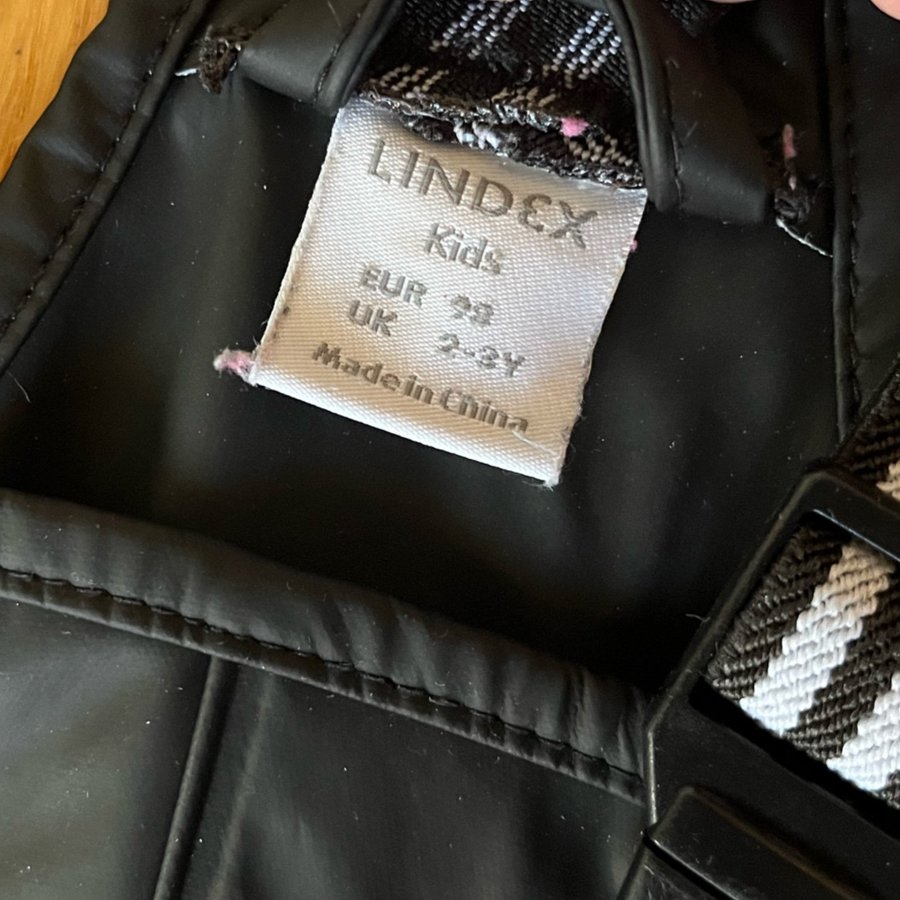 LINDEX
Kids
EUR 98
UK 2-3Y
Made in China